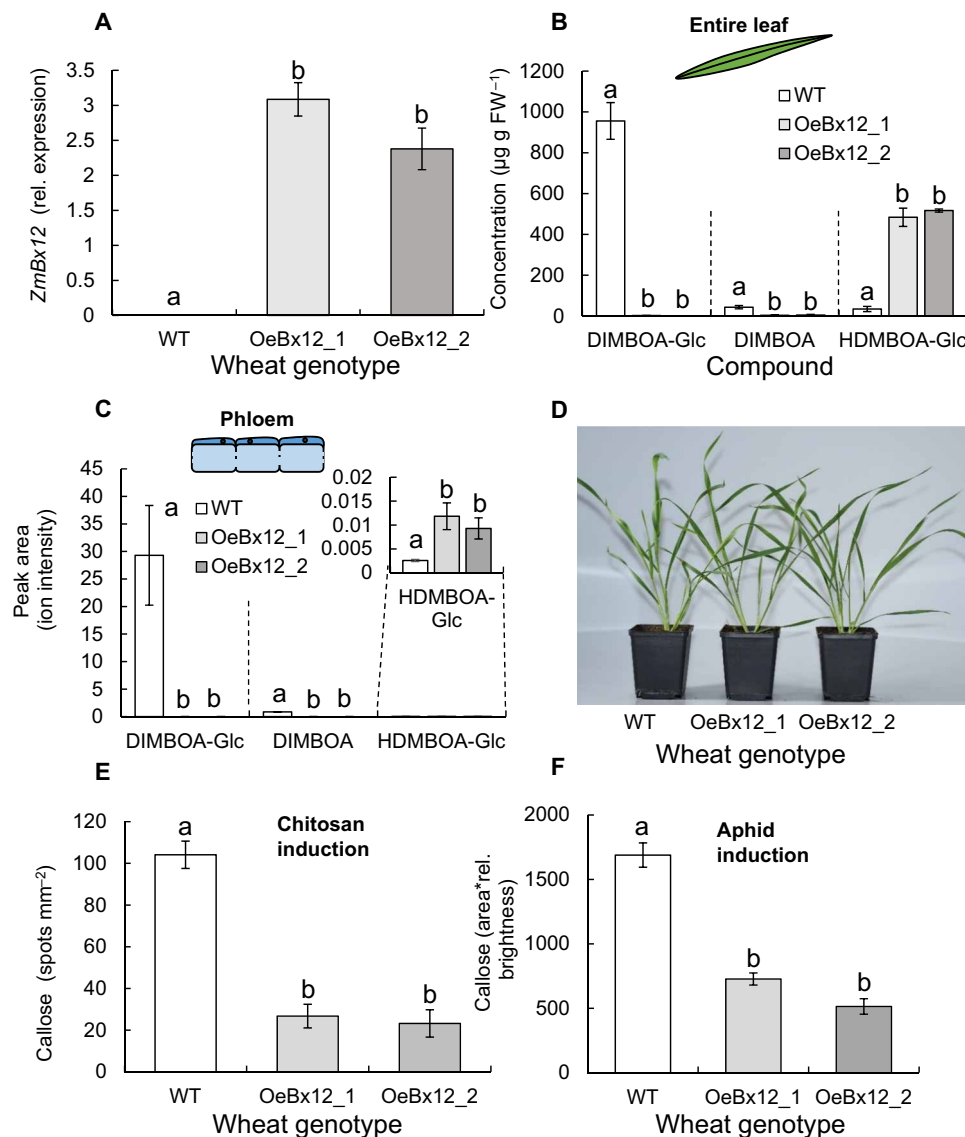 A
ZmBx12 (rel. expression)
3.5
3
2.5
2
1.5
1
0.5
0
a
b
b
WT
OeBx12_1
OeBx12_2
Wheat genotype
B
Entire leaf
Concentration (µg g FW⁻¹)
1200
1000
800
600
400
200
0
WT
OeBx12_1
OeBx12_2
a
b b
a
b b
a
b b
DIMBOA-Glc
DIMBOA
HDMBOA-Glc
Compound
C
Phloem
Peak area
(ion intensity)
45
40
35
30
25
20
15
10
5
0
WT
OeBx12_1
OeBx12_2
a
b b
a
b b
0.02
0.015
0.01
0.005
0
a
b
b
HDMBOA-
Glc
DIMBOA-Glc
DIMBOA
HDMBOA-Glc
D
WT
OeBx12_1
OeBx12_2
Wheat genotype
E
Chitosan
induction
Callose (spots mm⁻²)
120
100
80
60
40
20
0
a
b
b
WT
OeBx12_1
OeBx12_2
Wheat genotype
F
Aphid
induction
Callose (area*rel.
brightness)
2000
1500
1000
500
0
a
b
b
WT
OeBx12_1
OeBx12_2
Wheat genotype